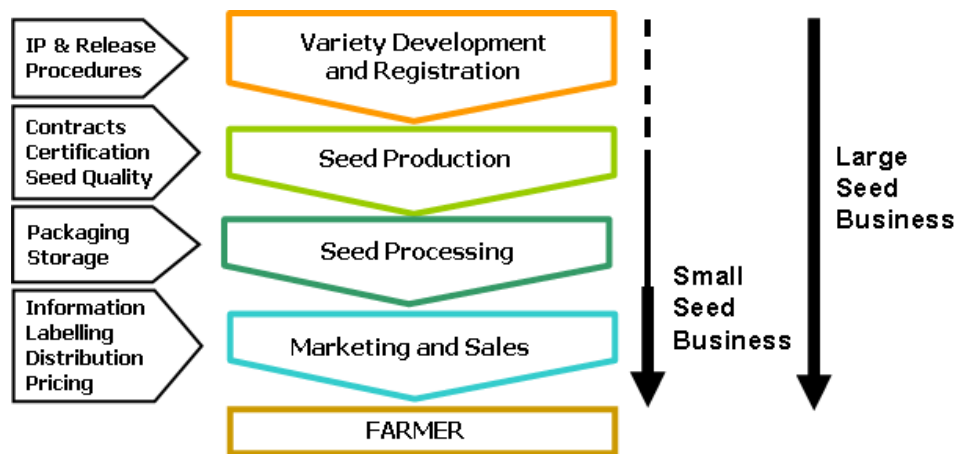 IP & Release
Procedures
Variety Development
and Registration
Contracts
Certification
Seed Quality
Seed Production
Packaging
Storage
Seed Processing
Information
Labelling
Distribution
Pricing
Marketing and Sales
FARMER
Small
Seed
Business
Large
Seed
Business